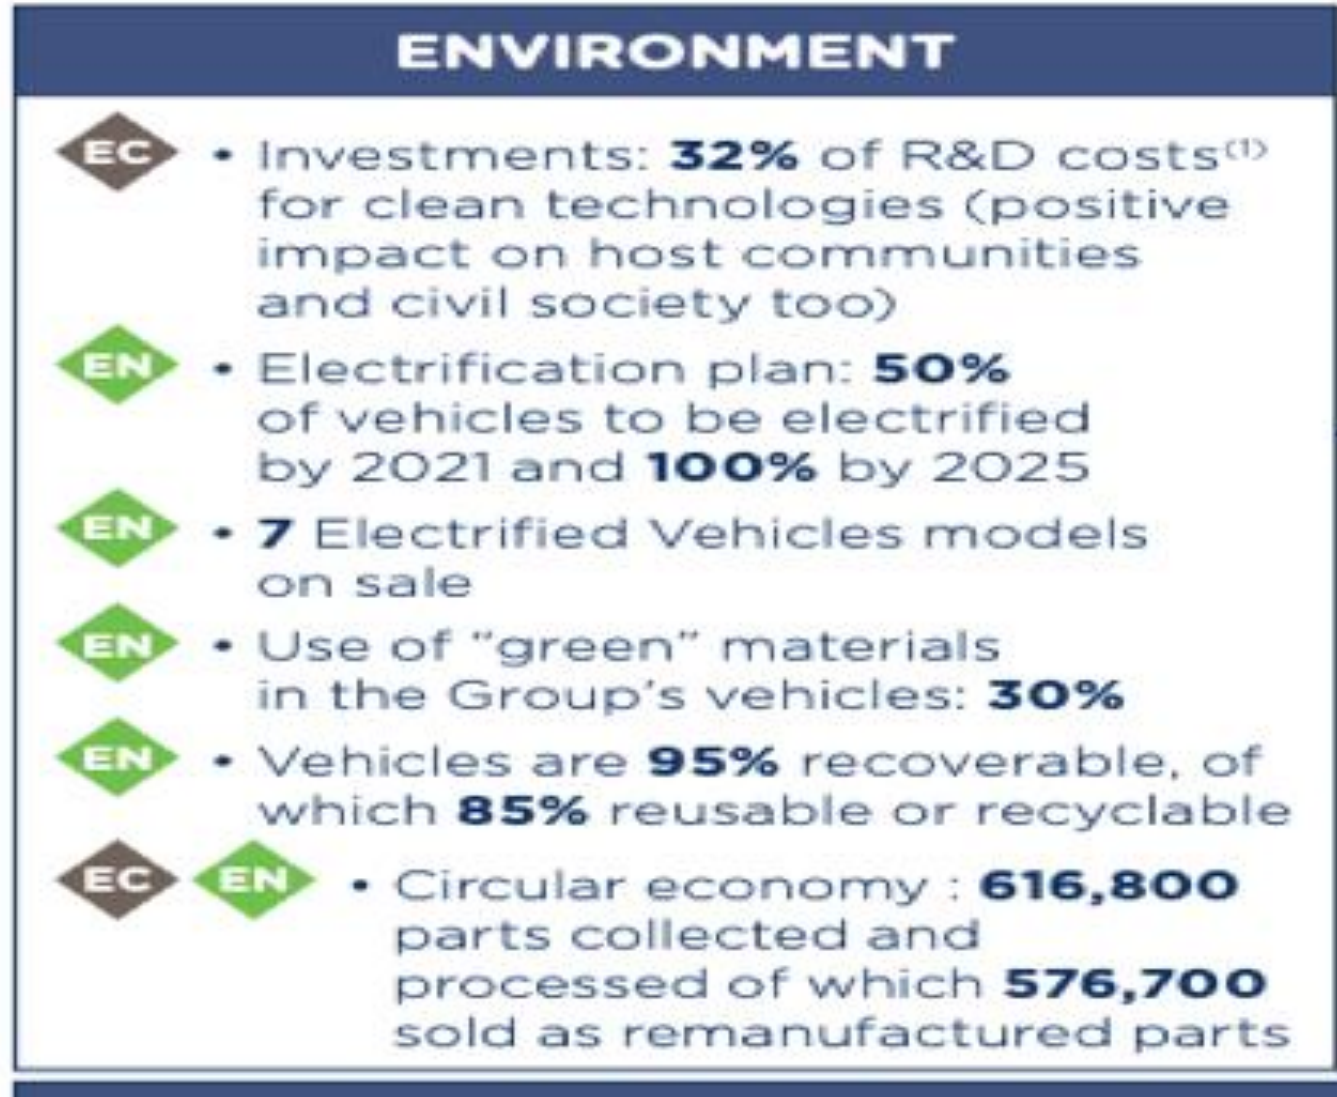 ENVIRONMENT
EC • Investments: 32% of R&D costs(1)
for clean technologies (positive
impact on host communities
and civil society too)
EN • Electrification plan: 50%
of vehicles to be electrified
by 2021 and 100% by 2025
EN • 7 Electrified Vehicles models
on sale
EN • Use of “green” materials
in the Group’s vehicles: 30%
EN • Vehicles are 95% recoverable, of
which 85% reusable or recyclable
EC EN • Circular economy : 616,800
parts collected and
processed of which 576,700
sold as remanufactured parts